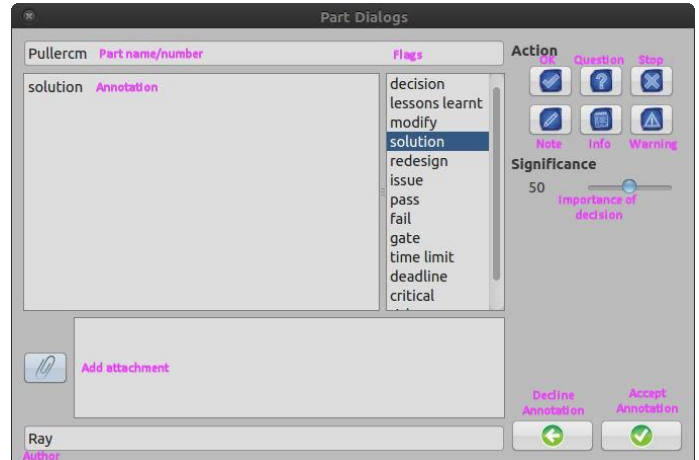 Part Dialogs
Pullercm Part name/number Flags
solution Annotation
decision
lessons learnt
modify
solution
redesign
issue
pass
fail
gate
time limit
deadline
critical
Action
OK Question Stop
Note Info Warning
Significance
50
Importance of
decision
Add attachment
Decline
Annotation
Accept
Annotation
Ray
Author